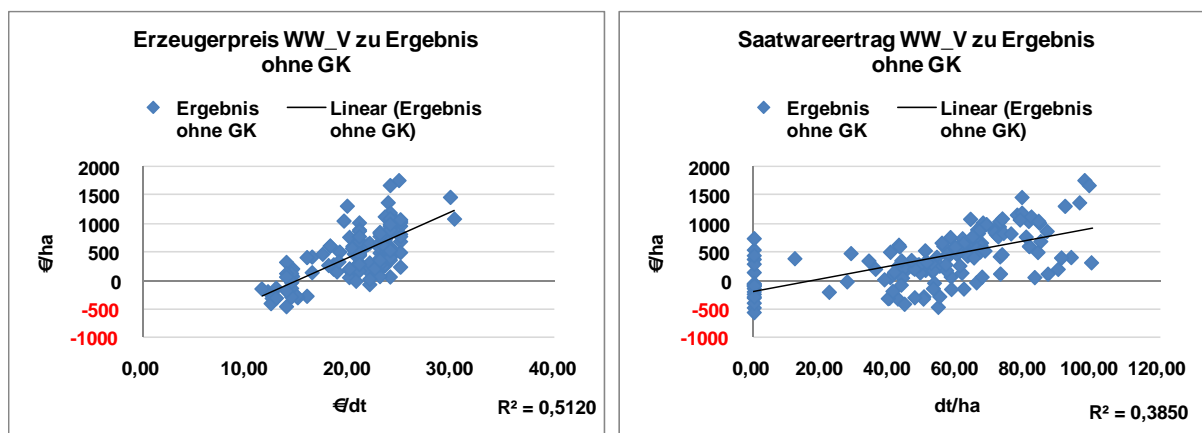 Erzeugerpreis WW_V zu Ergebnis
ohne GK
Ergebnis
ohne GK
Linear (Ergebnis
ohne GK)
2000
1500
1000
500
0
-500
-1000
€/ha
0,00 10,00 20,00 30,00 40,00
€/dt
R² = 0,5120
Saatwareertrag WW_V zu Ergebnis
ohne GK
Ergebnis
ohne GK
Linear (Ergebnis
ohne GK)
2000
1500
1000
500
0
-500
-1000
€/ha
0,00 20,00 40,00 60,00 80,00 100,00 120,00
dt/ha
R² = 0,3850